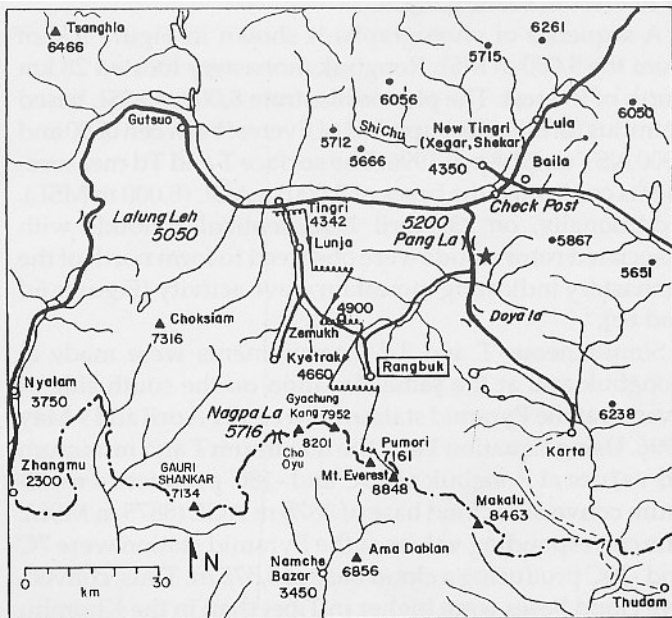 Tsanghla
6466
Gutsuo
6261
5715
6056
6050
Shi Chu
5712
5666
New Tingri
(Xegar, Shekar)
4350
Lula
Baila
Check Post
Tingri
4342
Lunja
Lalung Leh
5050
5200
Pang La
5867
5651
Choksiam
7316
4900
Zemukh
Kyetrak
4660
Rangbuk
Doya la
Nyalam
3750
Nagpa La
5716
Gyachung
Kang 7952
8201
Cho
Oyu
Pumori
7161
Mt. Everest
8848
6238
Karta
Zhangmu
2300
GAURI
SHANKAR
7134
Makalu
8463
0
30
km
N
Namche
Bazar
3450
Ama Dablan
6856
Thudam